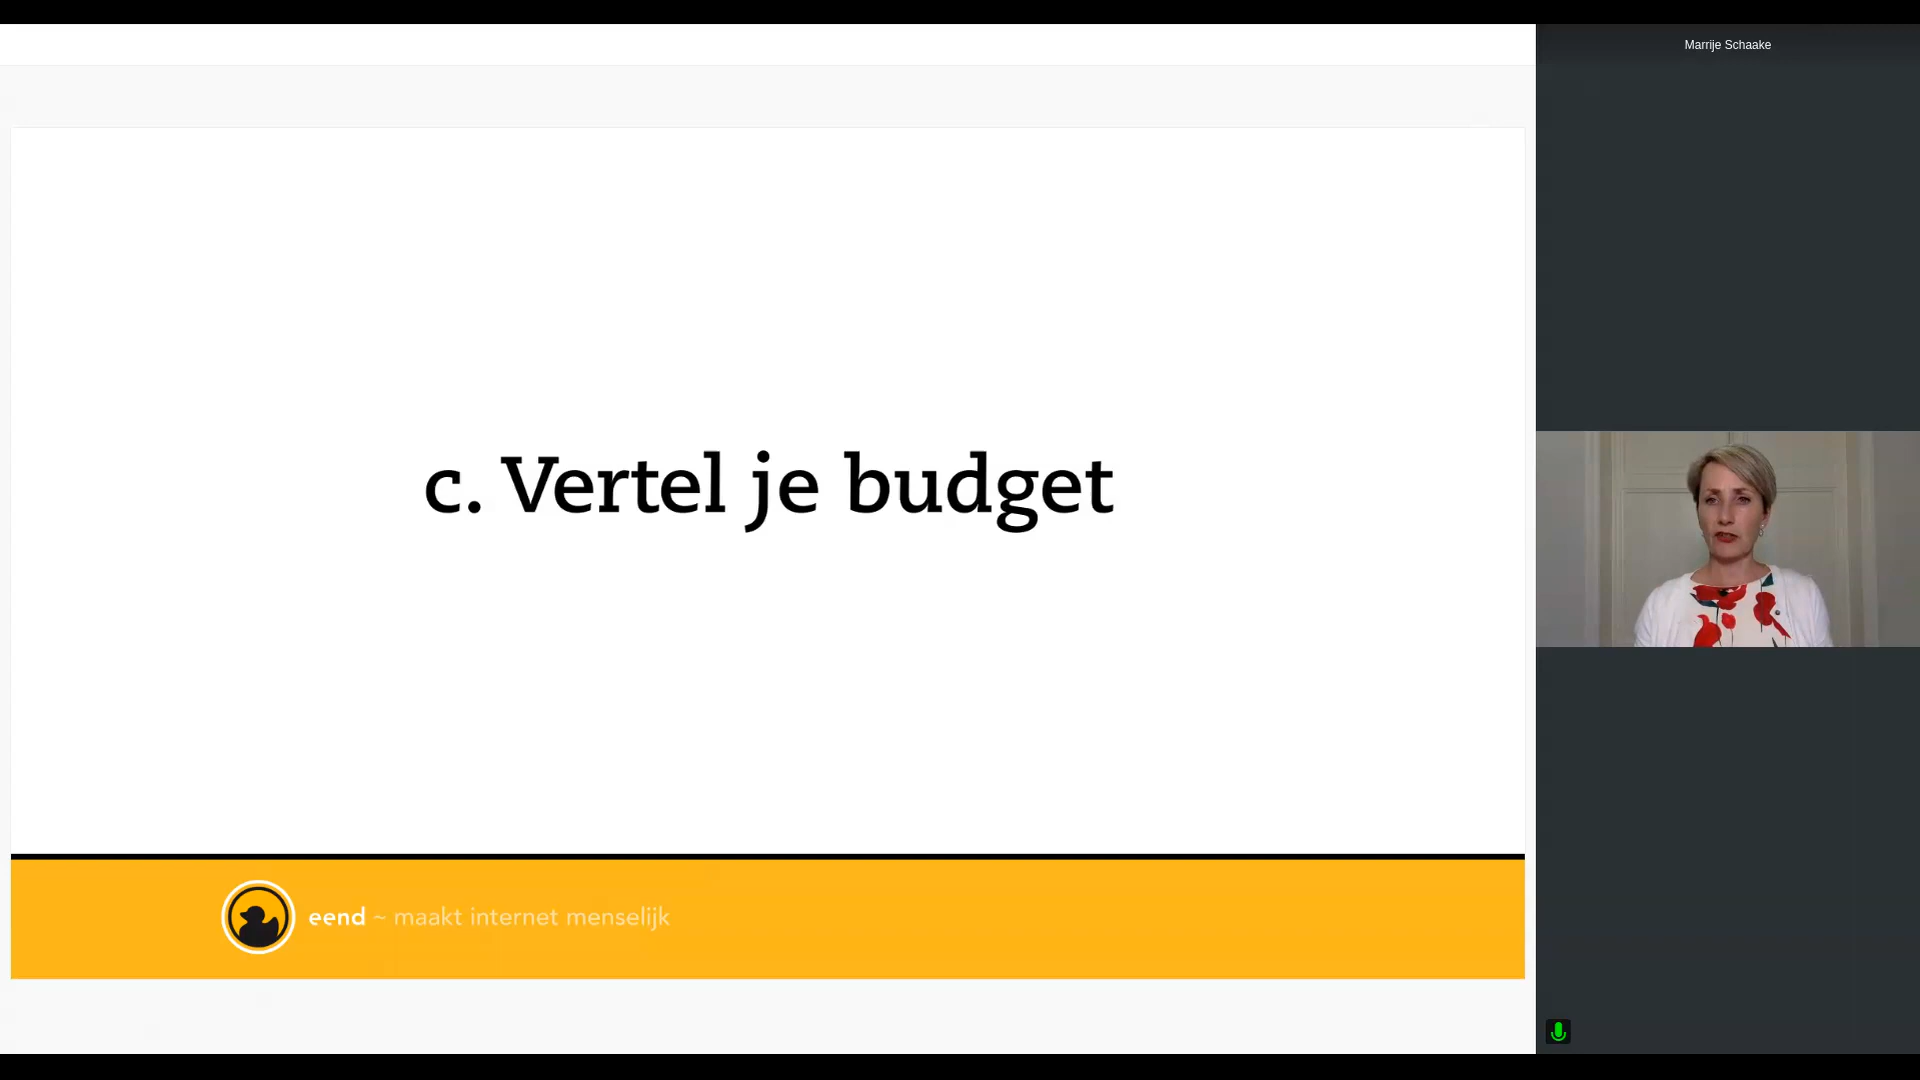 Marrije Schaake
c. Vertel je budget
eend ~ maakt internet menselijk